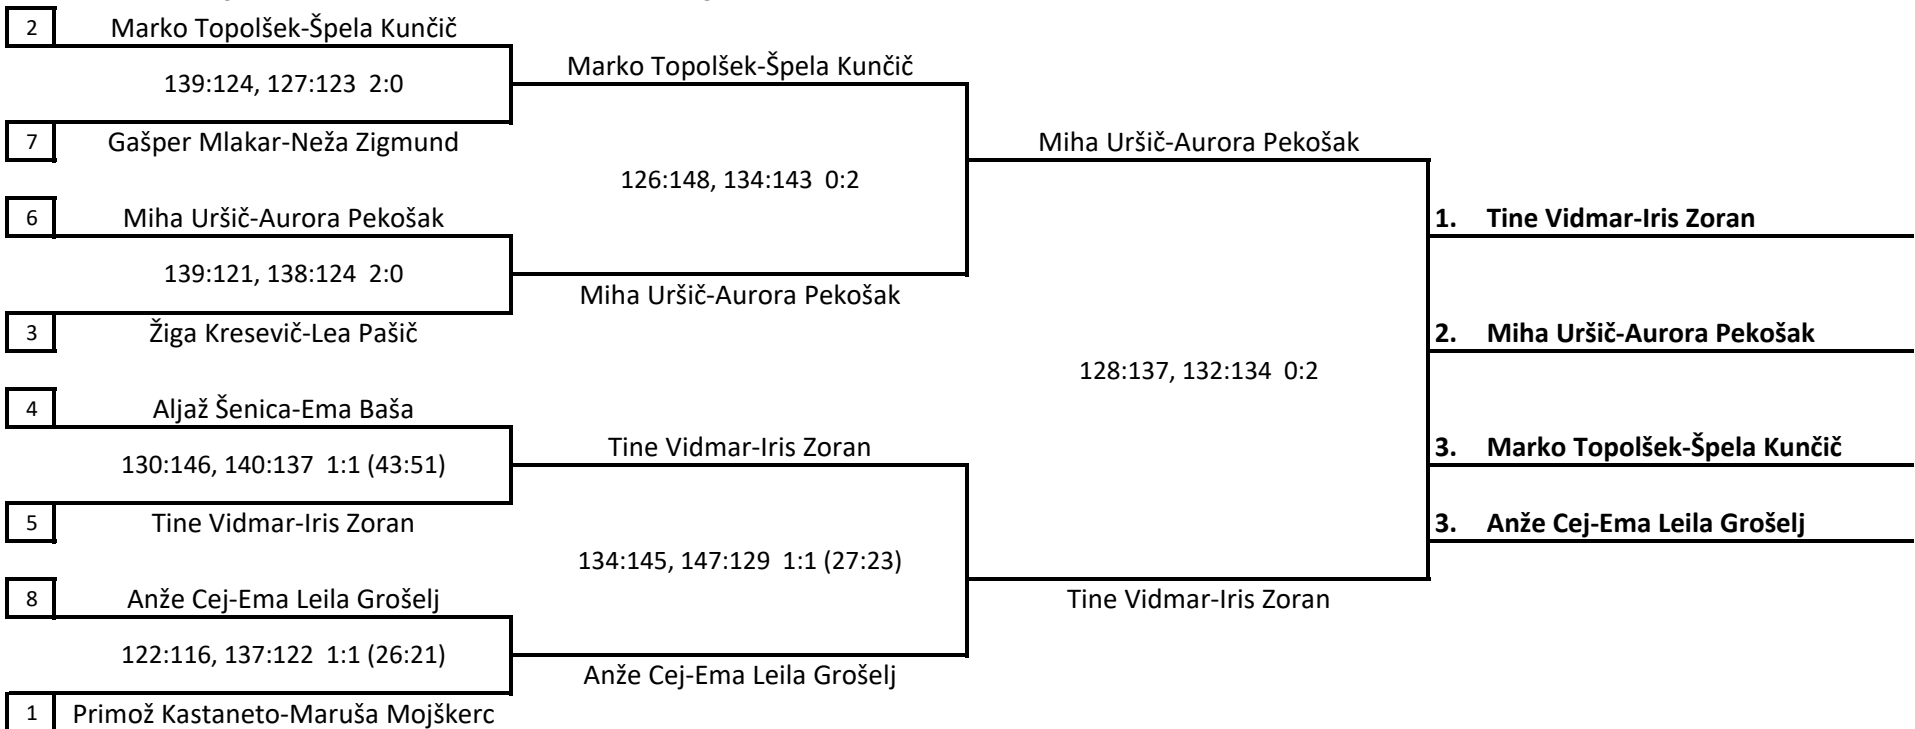 2 Marko Topolšek-Špela Kunčič
139:124, 127:123 2:0
7 Gašper Mlakar-Neža Zigmund
6 Miha Uršič-Aurora Pekošak
139:121, 138:124 2:0
3 Žiga Kresevič-Lea Pašič
4 Aljaž Šenica-Ema Baša
130:146, 140:137 1:1 (43:51)
5 Tine Vidmar-Iris Zoran
8 Anže Cej-Ema Leila Grošelj
122:116, 137:122 1:1 (26:21)
1 Primož Kastaneto-Maruša Mojškerc
Marko Topolšek-Špela Kunčič
126:148, 134:143 0:2
Miha Uršič-Aurora Pekošak
Tine Vidmar-Iris Zoran
134:145, 147:129 1:1 (27:23)
Anže Cej-Ema Leila Grošelj
Miha Uršič-Aurora Pekošak
128:137, 132:134 0:2
Tine Vidmar-Iris Zoran
1. Tine Vidmar-Iris Zoran
2. Miha Uršič-Aurora Pekošak
3. Marko Topolšek-Špela Kunčič
3. Anže Cej-Ema Leila Grošelj